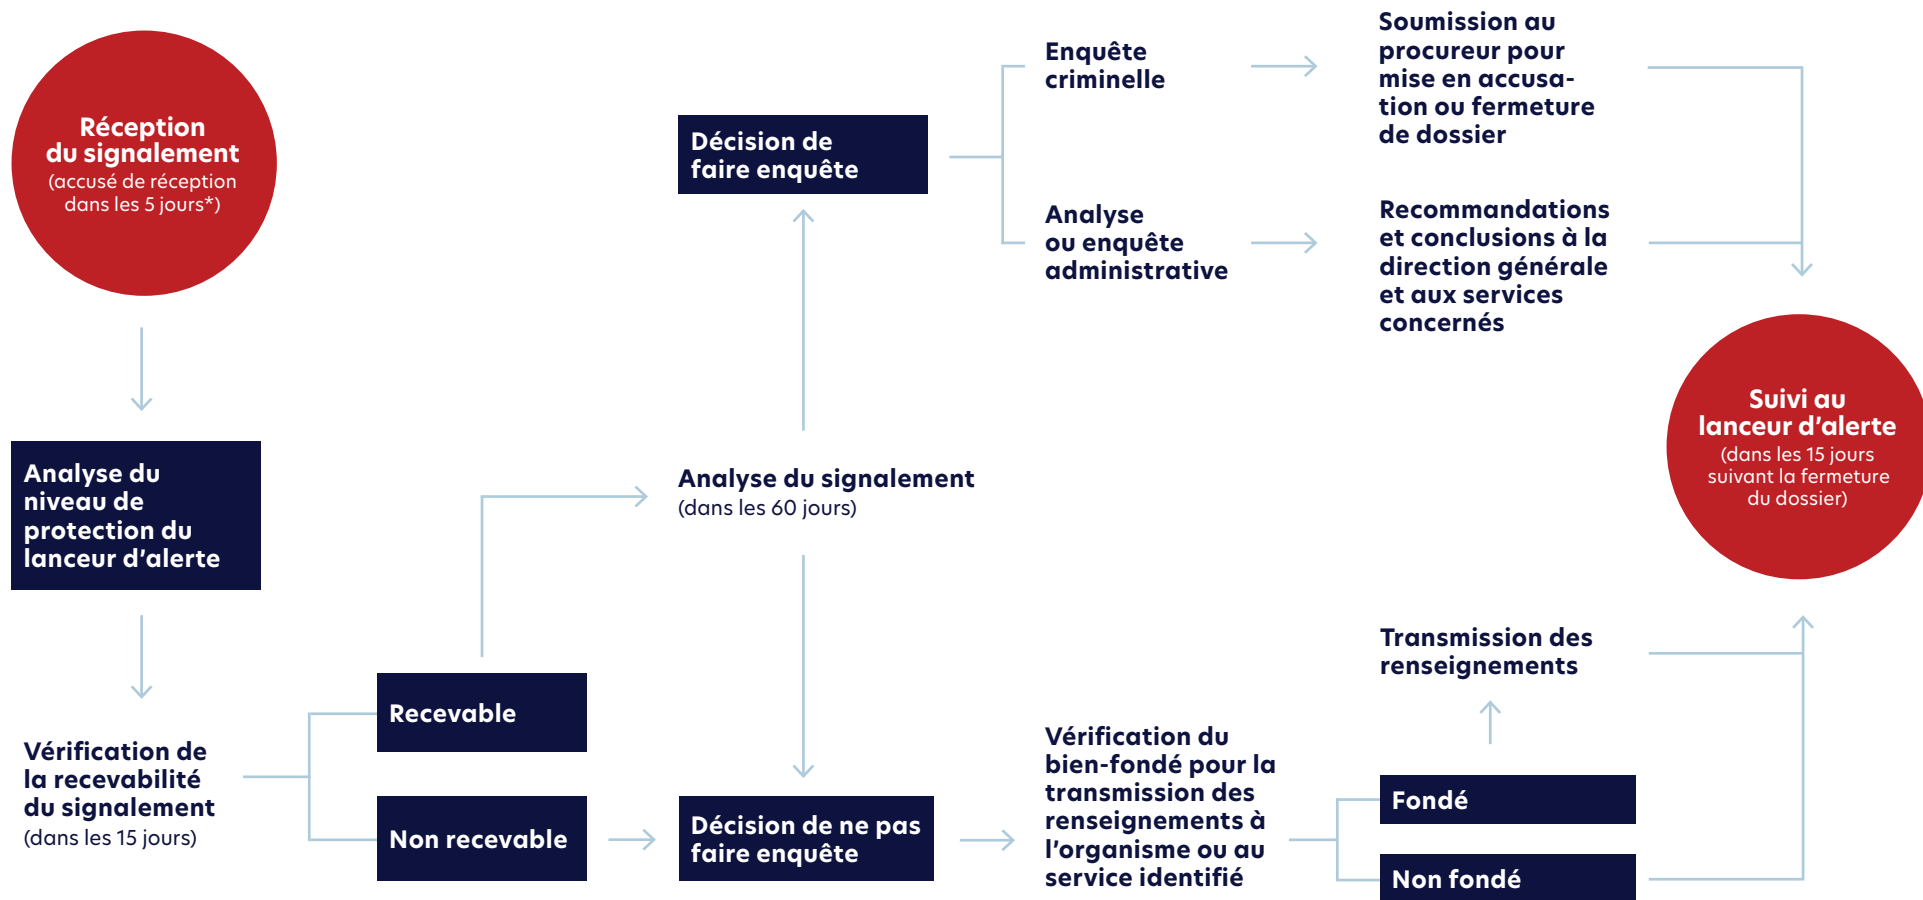 Réception
du signalement
(accusé de réception
dans les 5 jours*)
Analyse du
niveau de
protection du
lanceur d'alerte
Vérification de
la recevabilité
du signalement
(dans les 15 jours)
Recevable
Non recevable
Analyse du signalement
(dans les 60 jours)
Décision de
faire enquête
Enquête
criminelle
Soumission au
procureur pour
mise en accusa-
tion ou fermeture
de dossier
Analyse
ou enquête
administrative
Recommandations
et conclusions à la
direction générale
et aux services
concernés
Décision de ne pas
faire enquête
Vérification du
bien-fondé pour la
transmission des
renseignements à
l'organisme ou au
service identifié
Fondé
Non fondé
Transmission des
renseignements
Suivi au
lanceur d'alerte
(dans les 15 jours
suivant la fermeture
du dossier)